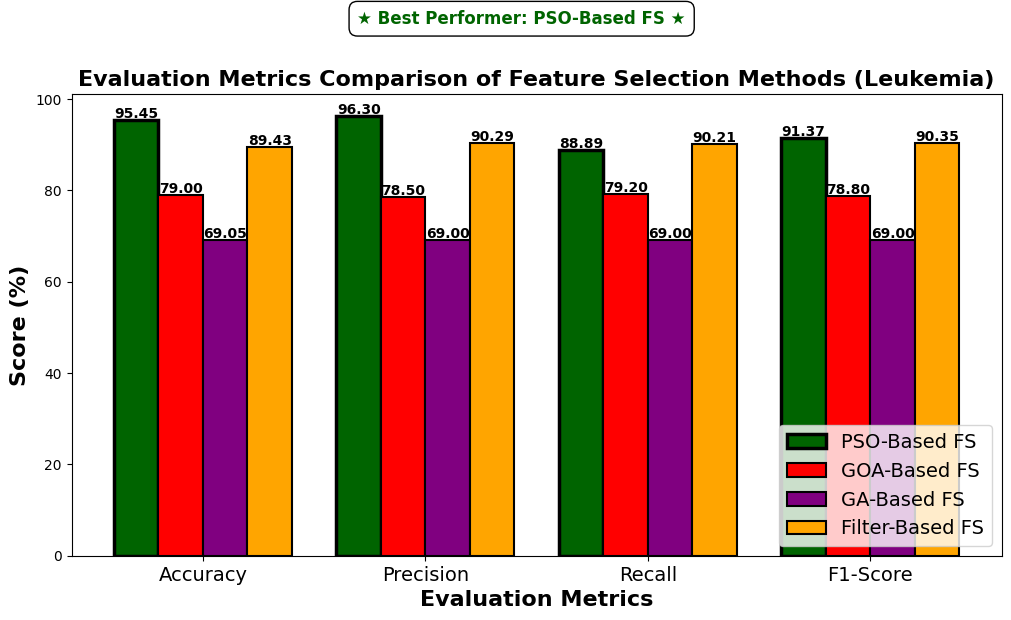 ★ Best Performer: PSO-Based FS ★
Evaluation Metrics Comparison of Feature Selection Methods (Leukemia)
Score (%)
100
80
60
40
20
0
95.45
79.00
69.05
89.43
96.30
78.50
69.00
90.29
88.89
79.20
69.00
90.21
91.37
78.80
69.00
90.35
PSO-Based FS
GOA-Based FS
GA-Based FS
Filter-Based FS
Accuracy
Precision
Recall
F1-Score
Evaluation Metrics